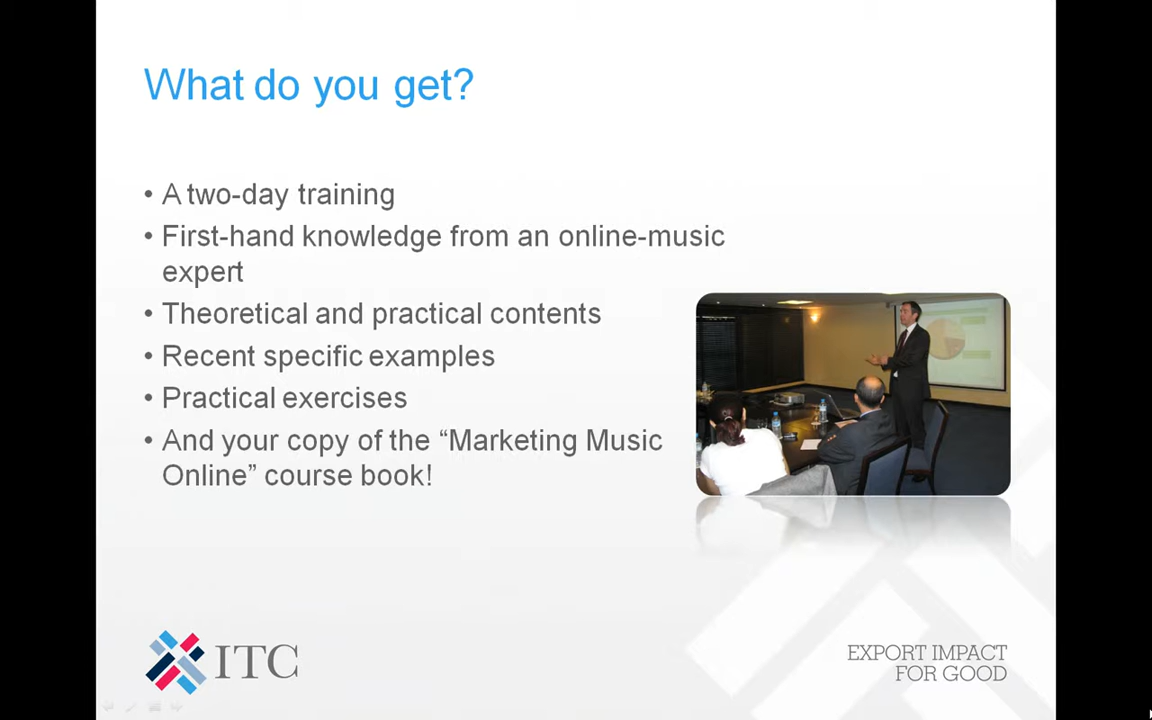 What do you get?
• A two-day training
• First-hand knowledge from an online-music
expert
• Theoretical and practical contents
• Recent specific examples
• Practical exercises
• And your copy of the “Marketing Music
Online” course book!
ITC
EXPORT IMPACT
FOR GOOD